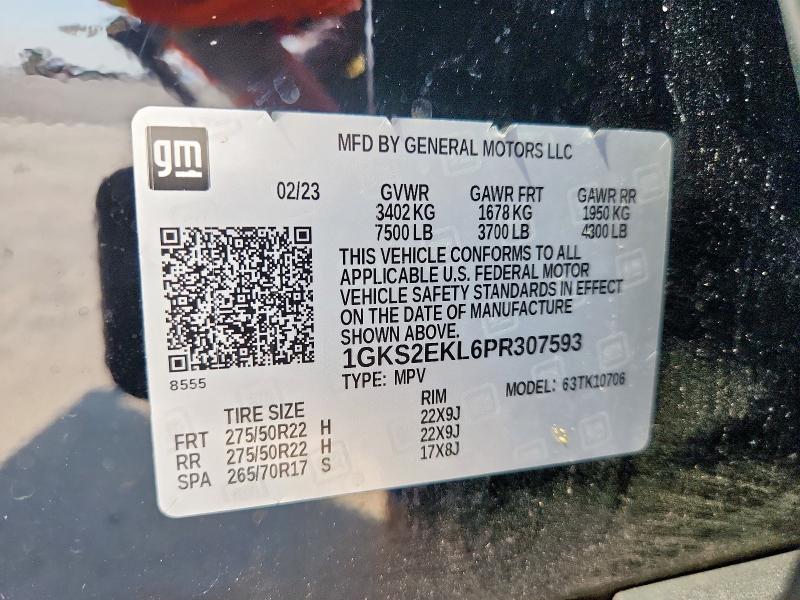 gm
MFD BY GENERAL MOTORS LLC
02/23 GVWR GAWR FRT GAWR RR
3402 KG 1678 KG 1950 KG
7500 LB 3700 LB 4300 LB
THIS VEHICLE CONFORMS TO ALL
APPLICABLE U.S. FEDERAL MOTOR
VEHICLE SAFETY STANDARDS IN EFFECT
ON THE DATE OF MANUFACTURE
SHOWN ABOVE.
1GKS2EKL6PR307593
8555
TYPE: MPV MODEL: 63TK10706
TIRE SIZE RIM
FRT 275/50R22 H 22X9J
RR 275/50R22 H 22X9J
SPA 265/70R17 S 17X8J